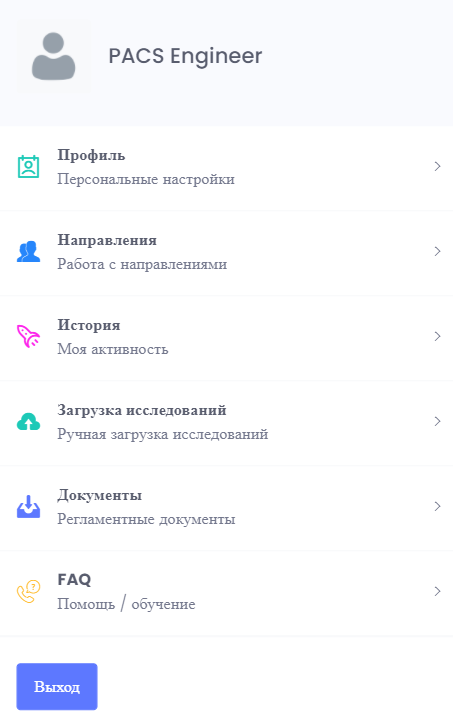 PACS Engineer
Профиль
Персональные настройки
Направления
Работа с направлениями
История
Моя активность
Загрузка исследований
Ручная загрузка исследований
Документы
Регламентные документы
FAQ
Помощь / обучение
Выход